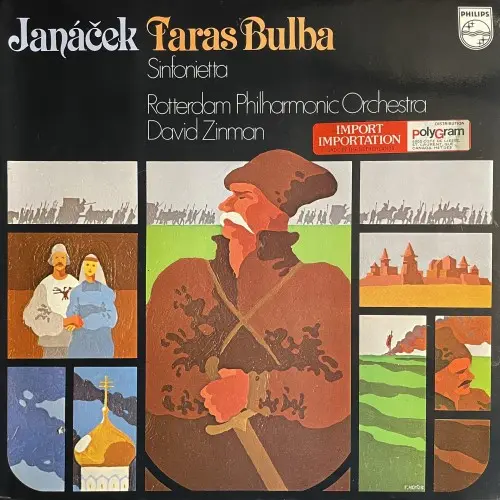 Janáček Taras Bulba
PHILIPS
Sinfonietta
Rotterdam Philharmonic Orchestra
David Zinman
IMPORT
IMPORTATION
DISTRIBUTION
polyGram